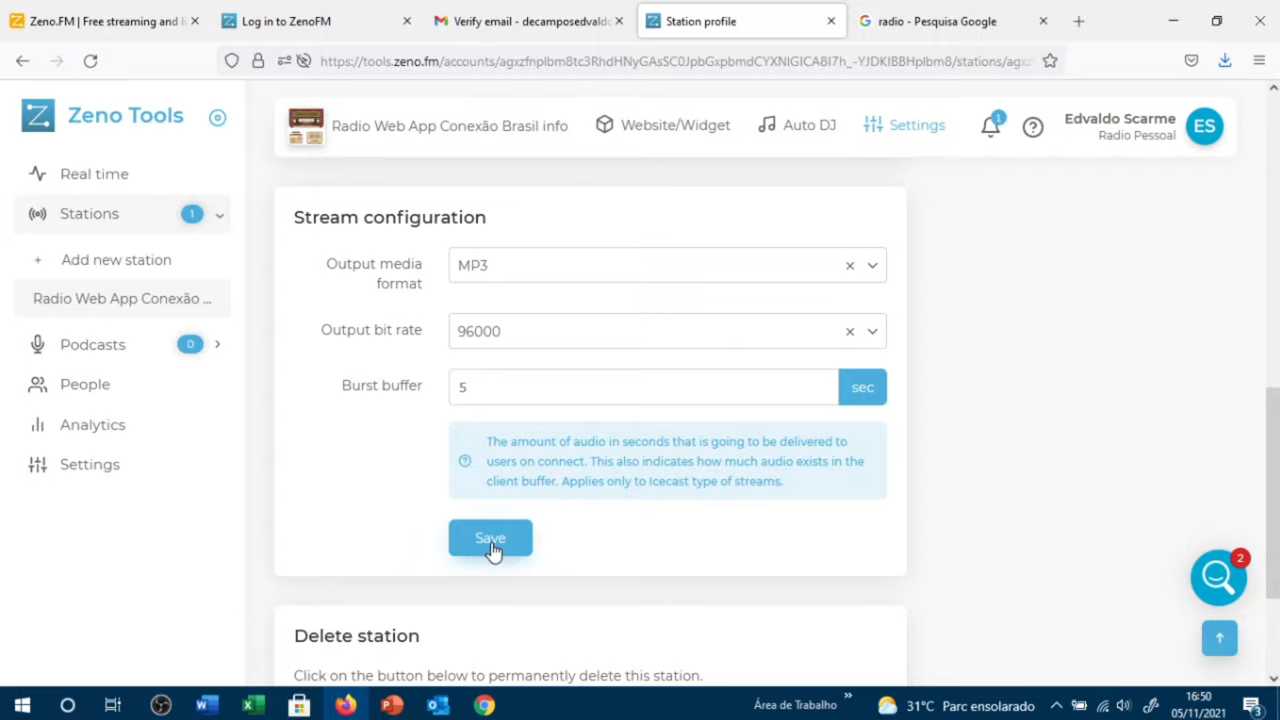 Zeno.FM | Free streaming and li
Log in to ZenoFM
Verify email - decamposedvaldo
Station profile
radio - Pesquisa Google
https://tools.zeno.fm/accounts/
/stations/
Zeno Tools
Radio Web App Conexão Brasil info
Website/Widget
Auto DJ
Settings
1
Edvaldo Scarme
Radio Pessoal
ES
Real time
Stations
1
Add new station
Radio Web App Conexão ...
Podcasts
0
People
Analytics
Settings
Stream configuration
Output media
format
MP3
Output bit rate
96000
Burst buffer
5
sec
The amount of audio in seconds that is going to be delivered to
users on connect. This also indicates how much audio exists in the
client buffer. Applies only to Icecast type of streams.
Save
2
Delete station
Click on the button below to permanently delete this station.
Área de Trabalho
31°C Parc ensolarado
16:50
05/11/2021
3